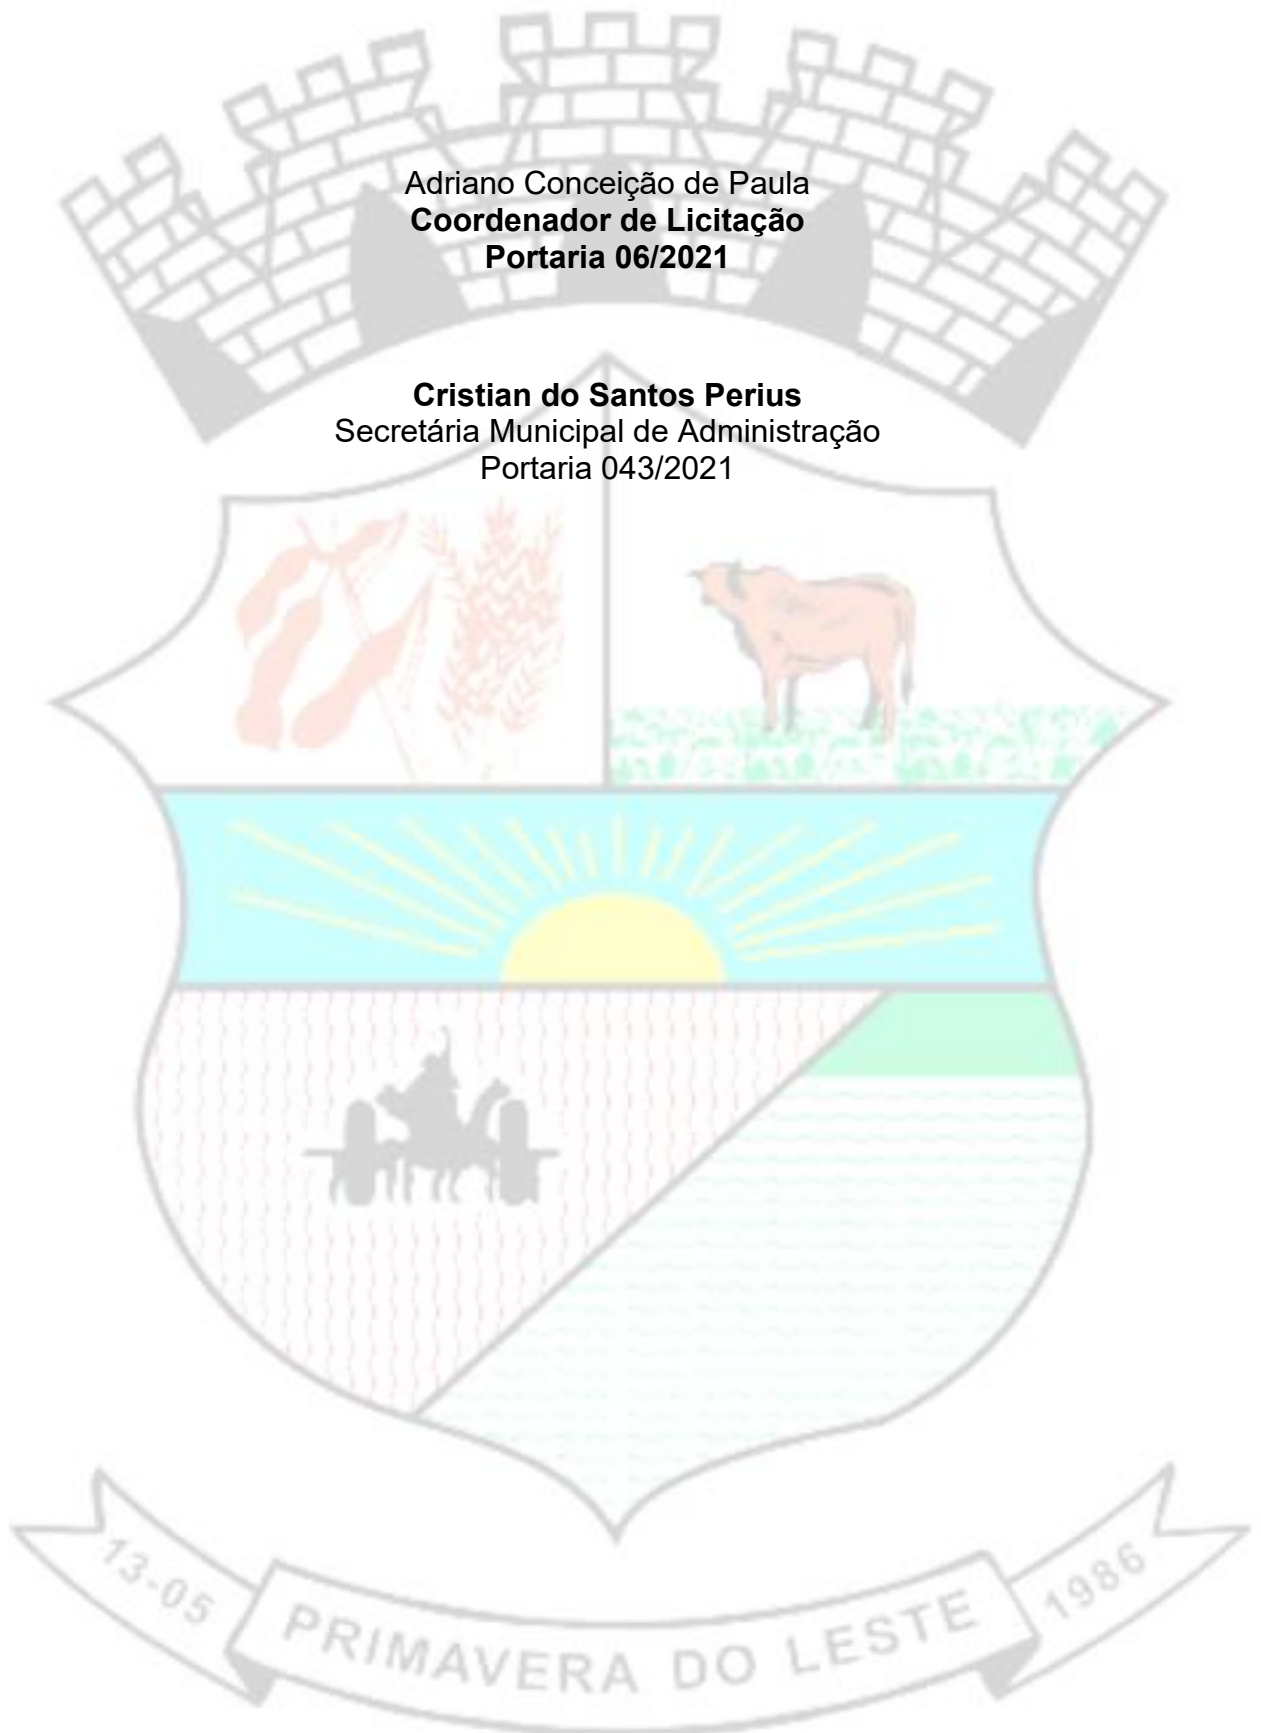 Adriano Conceição de Paula
Coordenador de Licitação
Portaria 06/2021
Cristian do Santos Perius
Secretária Municipal de Administração
Portaria 043/2021
13-05
PRIMAVERA DO LESTE
1986